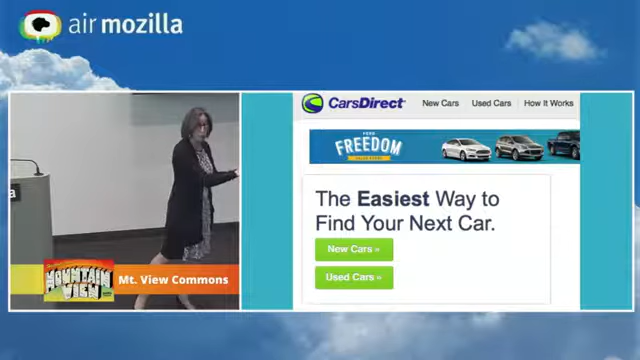 air mozilla
CarsDirect
New Cars Used Cars How It Works
FREEDOM
The Easiest Way to
Find Your Next Car.
New Cars »
Used Cars »
a
MOUNTAIN
VIEW
Mt. View Commons